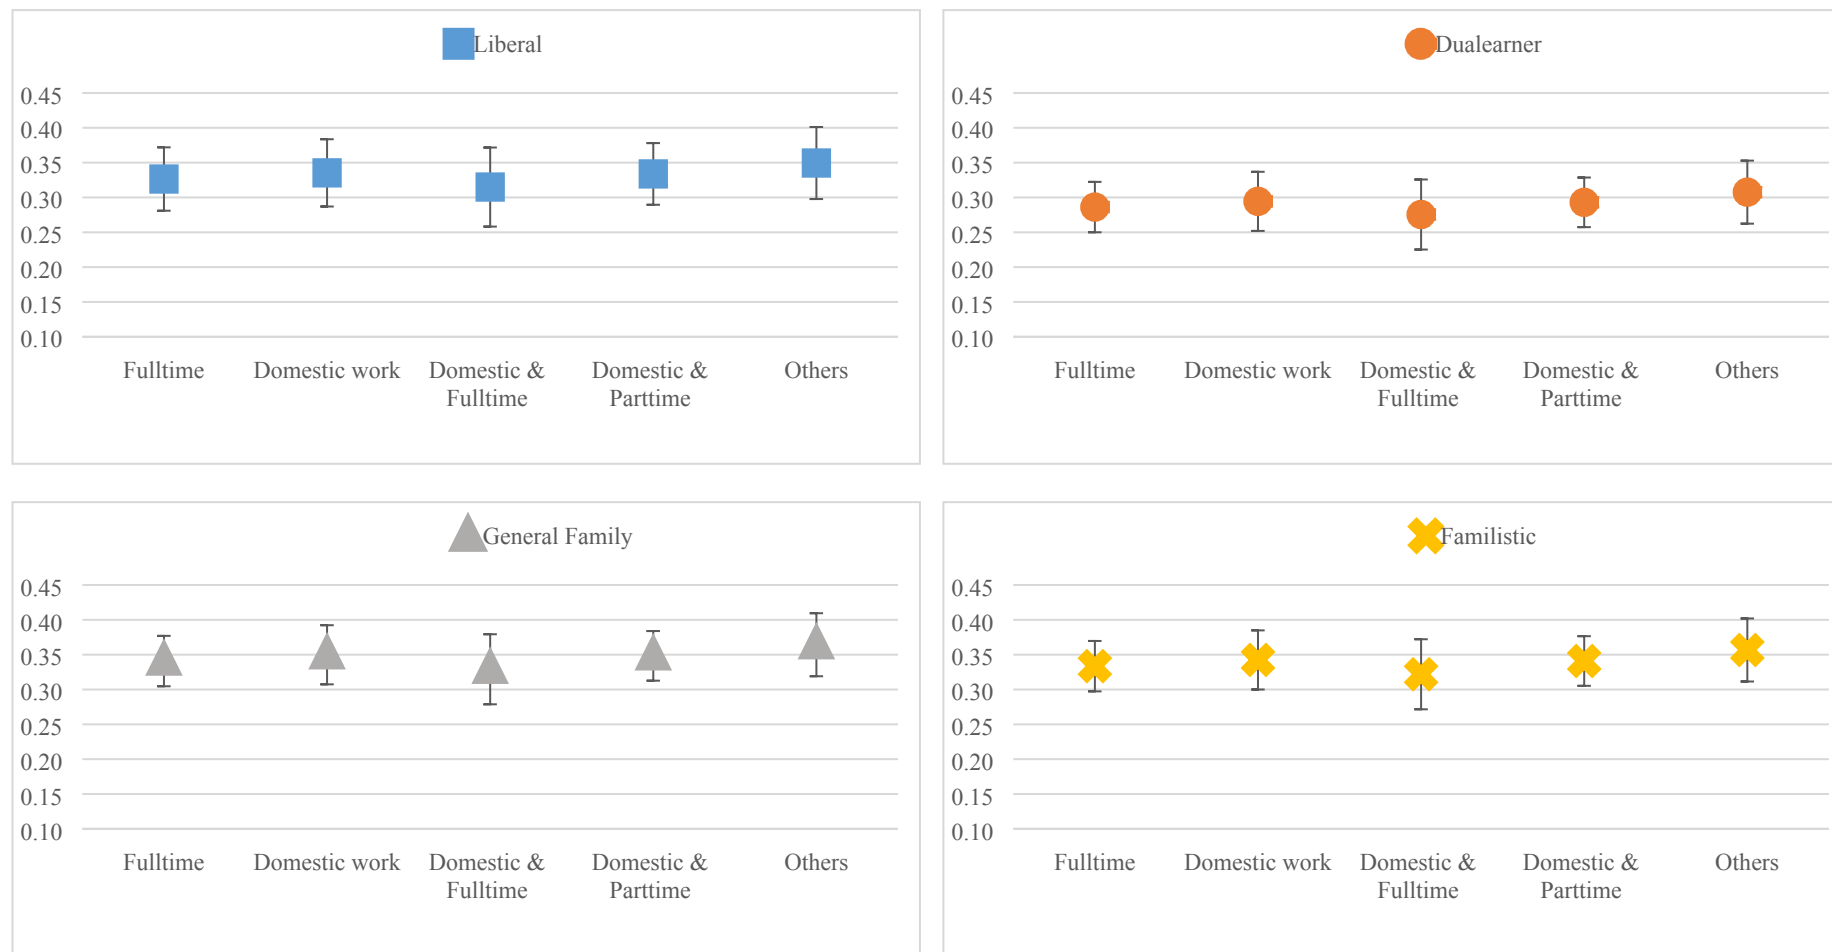 Liberal
0.45
0.40
0.35
0.30
0.25
0.20
0.15
0.10
Fulltime
Domestic work
Domestic &
Fulltime
Domestic &
Parttime
Others
Dualearner
0.45
0.40
0.35
0.30
0.25
0.20
0.15
0.10
Fulltime
Domestic work
Domestic &
Fulltime
Domestic &
Parttime
Others
General Family
0.45
0.40
0.35
0.30
0.25
0.20
0.15
0.10
Fulltime
Domestic work
Domestic &
Fulltime
Domestic &
Parttime
Others
Familistic
0.45
0.40
0.35
0.30
0.25
0.20
0.15
0.10
Fulltime
Domestic work
Domestic &
Fulltime
Domestic &
Parttime
Others